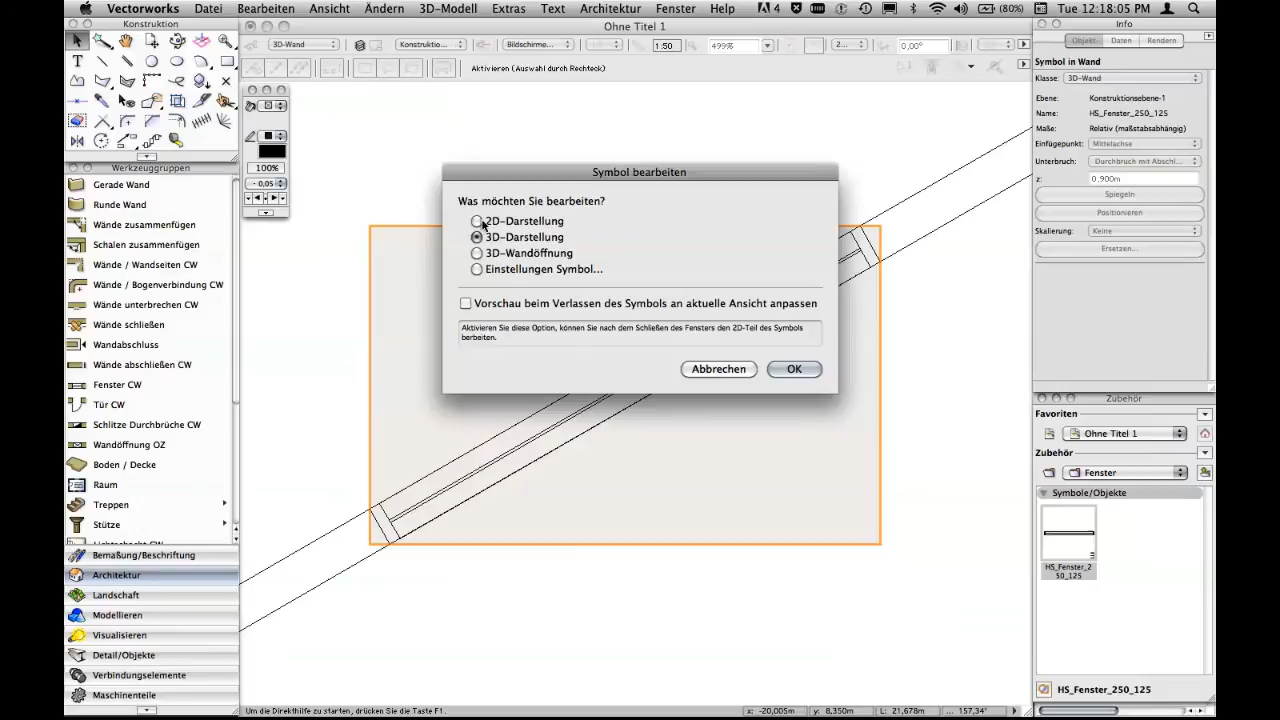 Vectorworks Datei Bearbeiten Ansicht Ändern 3D-Modell Extras Text Architektur Fenster Help 4 (80%) Tue 12:18:05 PM
Konstruktion
Ohne Titel 1
Info
3D-Wand Konstruktio... Bildschirme... 1:50 499% 2... 0,00°
Objekt Daten Rendern
Aktivieren (Auswahl durch Rechteck)
Symbol in Wand
Klasse: 3D-Wand
Ebene: Konstruktionsebene-1
Name: HS_Fenster_250_125
Maße: Relativ (maßstabsabhängig)
Einfügepunkt: Mittelachse
Unterbruch: Durchbruch mit Abschl...
z: 0,900m
Spiegeln
Positionieren
Skalierung: Keine
Ersetzen...
100%
0,05
Werkzeuggruppen
Gerade Wand
Runde Wand
Wände zusammenfügen
Schalen zusammenfügen
Wände / Wandseiten CW
Wände / Bogenverbindung CW
Wände unterbrechen CW
Wände schließen
Wandabschluss
Wände abschließen CW
Fenster CW
Tür CW
Schlitze Durchbrüche CW
Wandöffnung OZ
Boden / Decke
Raum
Treppen
Stütze
Bemaßung/Beschriftung
Architektur
Landschaft
Modellieren
Visualisieren
Detail/Objekte
Verbindungselemente
Maschinenteile
Symbol bearbeiten
Was möchten Sie bearbeiten?
2D-Darstellung
3D-Darstellung
3D-Wandöffnung
Einstellungen Symbol...
Vorschau beim Verlassen des Symbols an aktuelle Ansicht anpassen
Aktivieren Sie diese Option, können Sie nach dem Schließen des Fensters den 2D-Teil des Symbols
berbeiten.
Abbrechen OK
Zubehör
Favoriten
Ohne Titel 1
Zubehör
Fenster
Symbole/Objekte
HS_Fenster_2
50_125
HS_Fenster_250_125
Um die Direkthilfe zu starten, drücken Sie die Taste F1.
x: -20,005m y: 8,350m L: 21,678m ... 157,34°